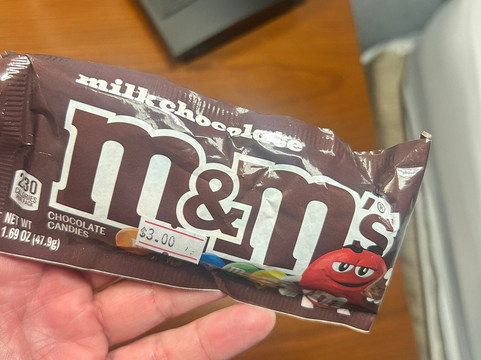 milk chocolate
m&m's®
230
CHOCOLATE
CANDIES
NET WT
1.69 OZ (47.9g)
$3.00
m